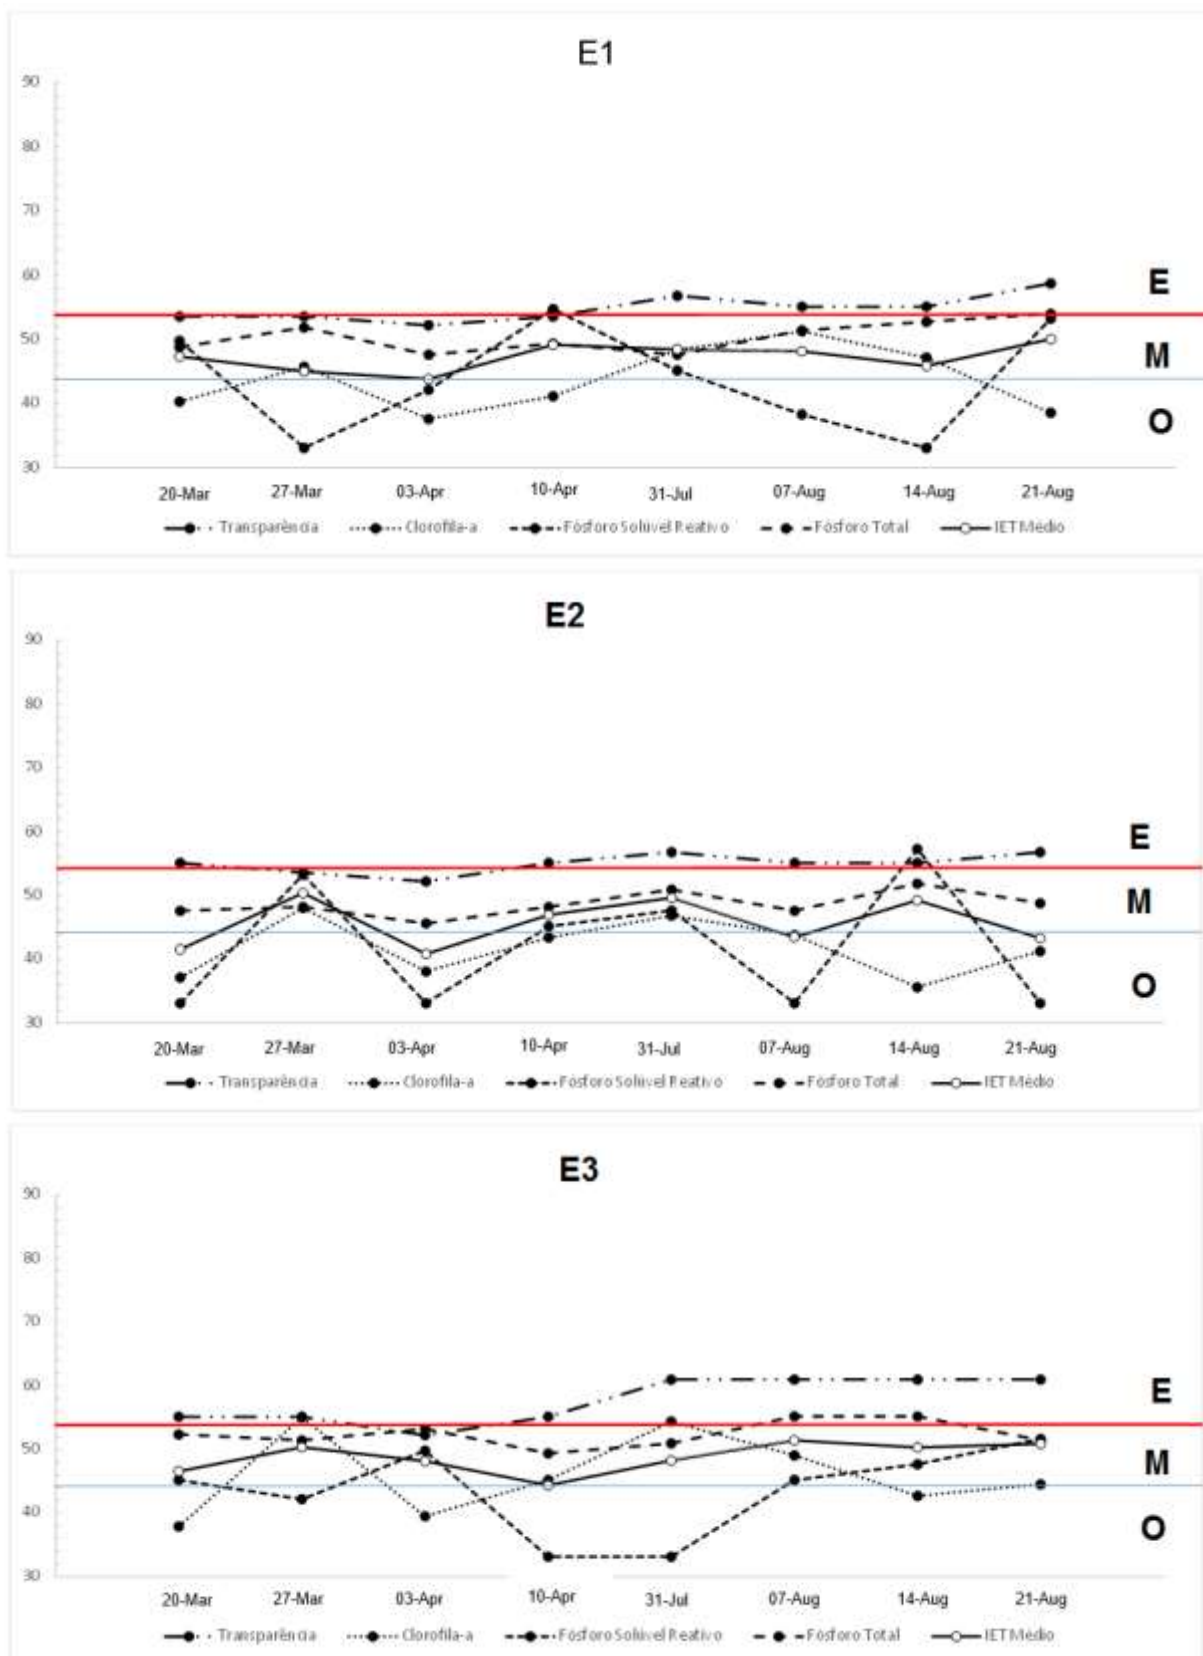 E1
90
80
70
60
50
40
30
E
M
O
20-Mar 27-Mar 03-Apr 10-Apr 31-Jul 07-Aug 14-Aug 21-Aug
Transparência Clorofila-a Fósforo Solúvel Reativo Fósforo Total IET Médio
E2
90
80
70
60
50
40
30
E
M
O
20-Mar 27-Mar 03-Apr 10-Apr 31-Jul 07-Aug 14-Aug 21-Aug
Transparência Clorofila-a Fósforo Solúvel Reativo Fósforo Total IET Médio
E3
90
80
70
60
50
40
30
E
M
O
20-Mar 27-Mar 03-Apr 10-Apr 31-Jul 07-Aug 14-Aug 21-Aug
Transparência Clorofila-a Fósforo Solúvel Reativo Fósforo Total IET Médio